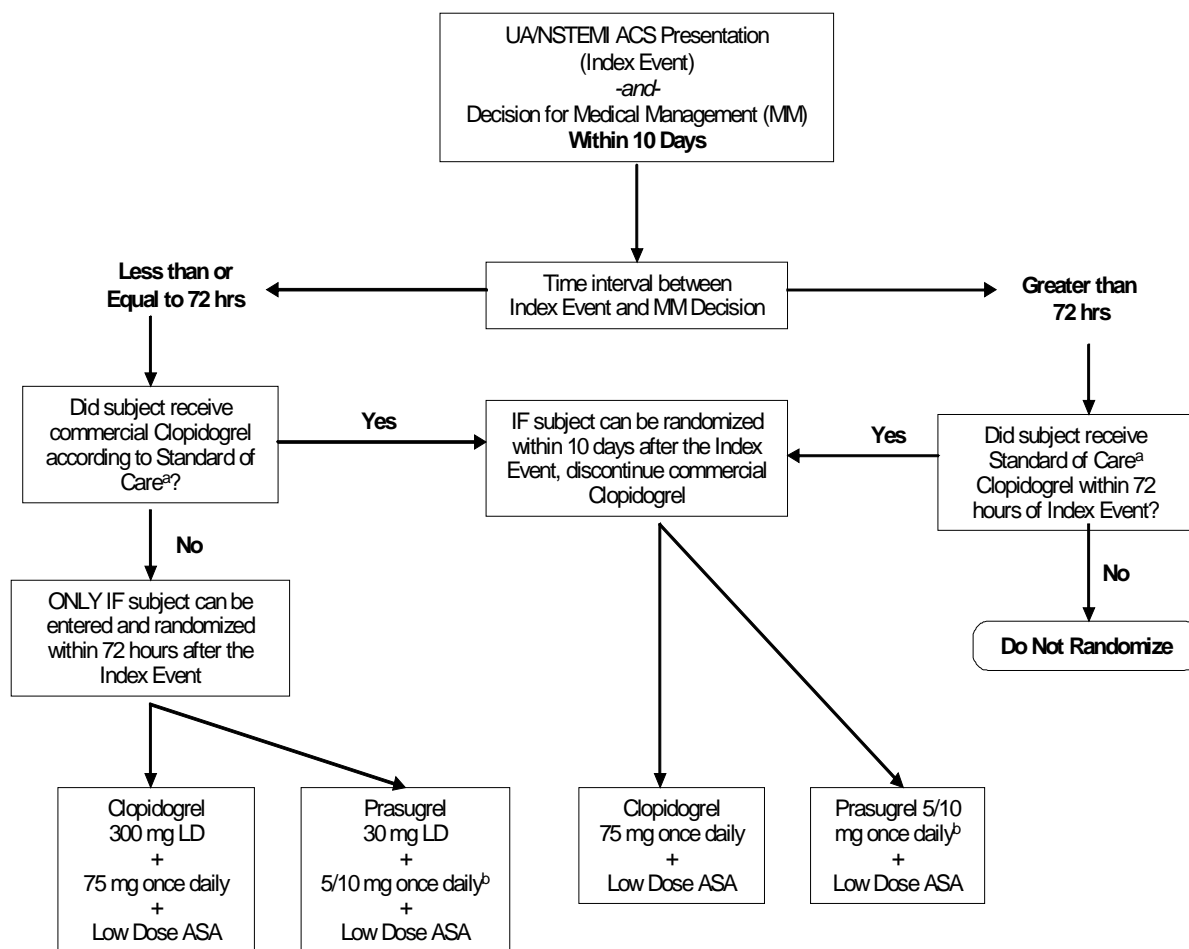 UA/NSTEMI ACS Presentation
(Index Event)
-and-
Decision for Medical Management (MM)
Within 10 Days
Less than or
Equal to 72 hrs
Time interval between
Index Event and MM Decision
Greater than
72 hrs
Did subject receive
commercial Clopidogrel
according to Standard of
Careᵃ?
Yes
IF subject can be randomized
within 10 days after the Index
Event, discontinue commercial
Clopidogrel
Yes
Did subject receive
Standard of Careᵃ
Clopidogrel within 72
hours of Index Event?
No
No
ONLY IF subject can be
entered and randomized
within 72 hours after the
Index Event
Do Not Randomize
Clopidogrel
300 mg LD
+
75 mg once daily
+
Low Dose ASA
Prasugrel
30 mg LD
+
5/10 mg once dailyᵇ
+
Low Dose ASA
Clopidogrel
75 mg once daily
+
Low Dose ASA
Prasugrel 5/10
mg once dailyᵇ
+
Low Dose ASA